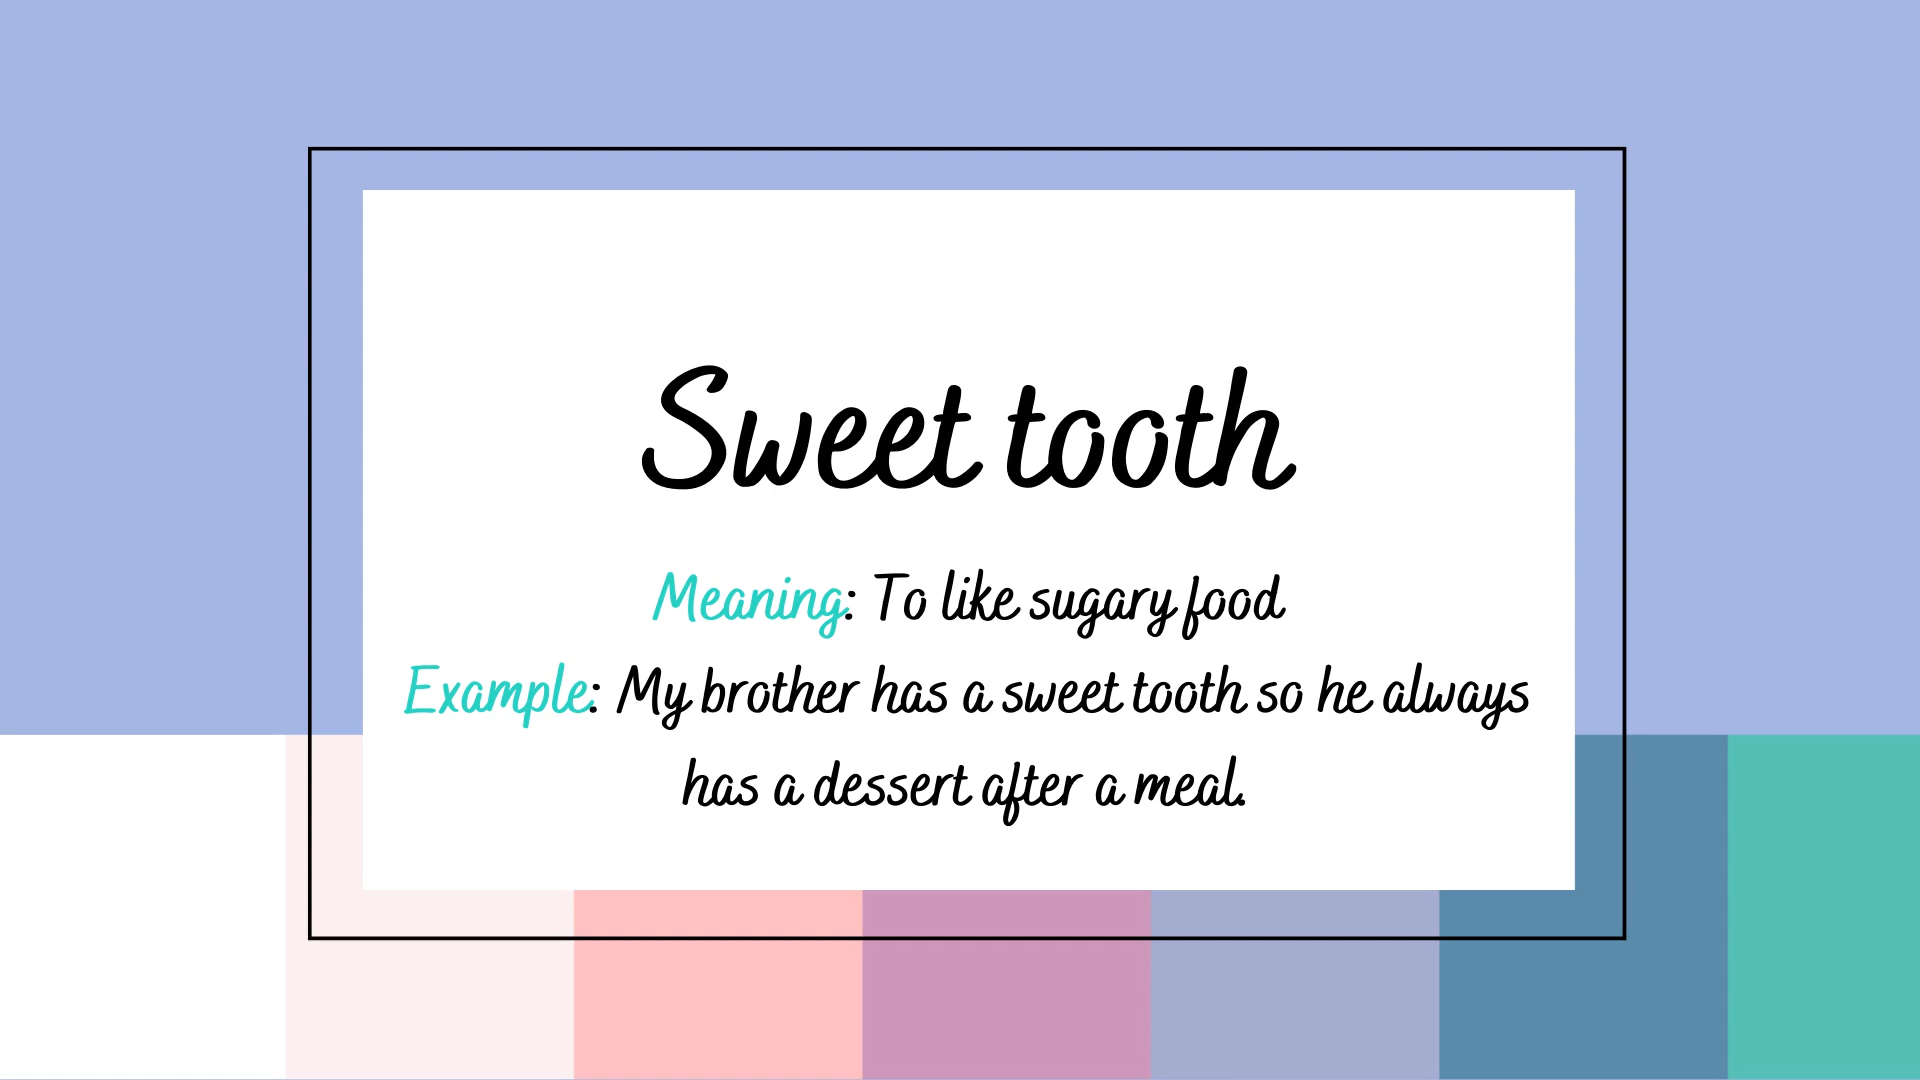 Sweet tooth
Meaning: To like sugary food
Example: My brother has a sweet tooth so he always
has a dessert after a meal.